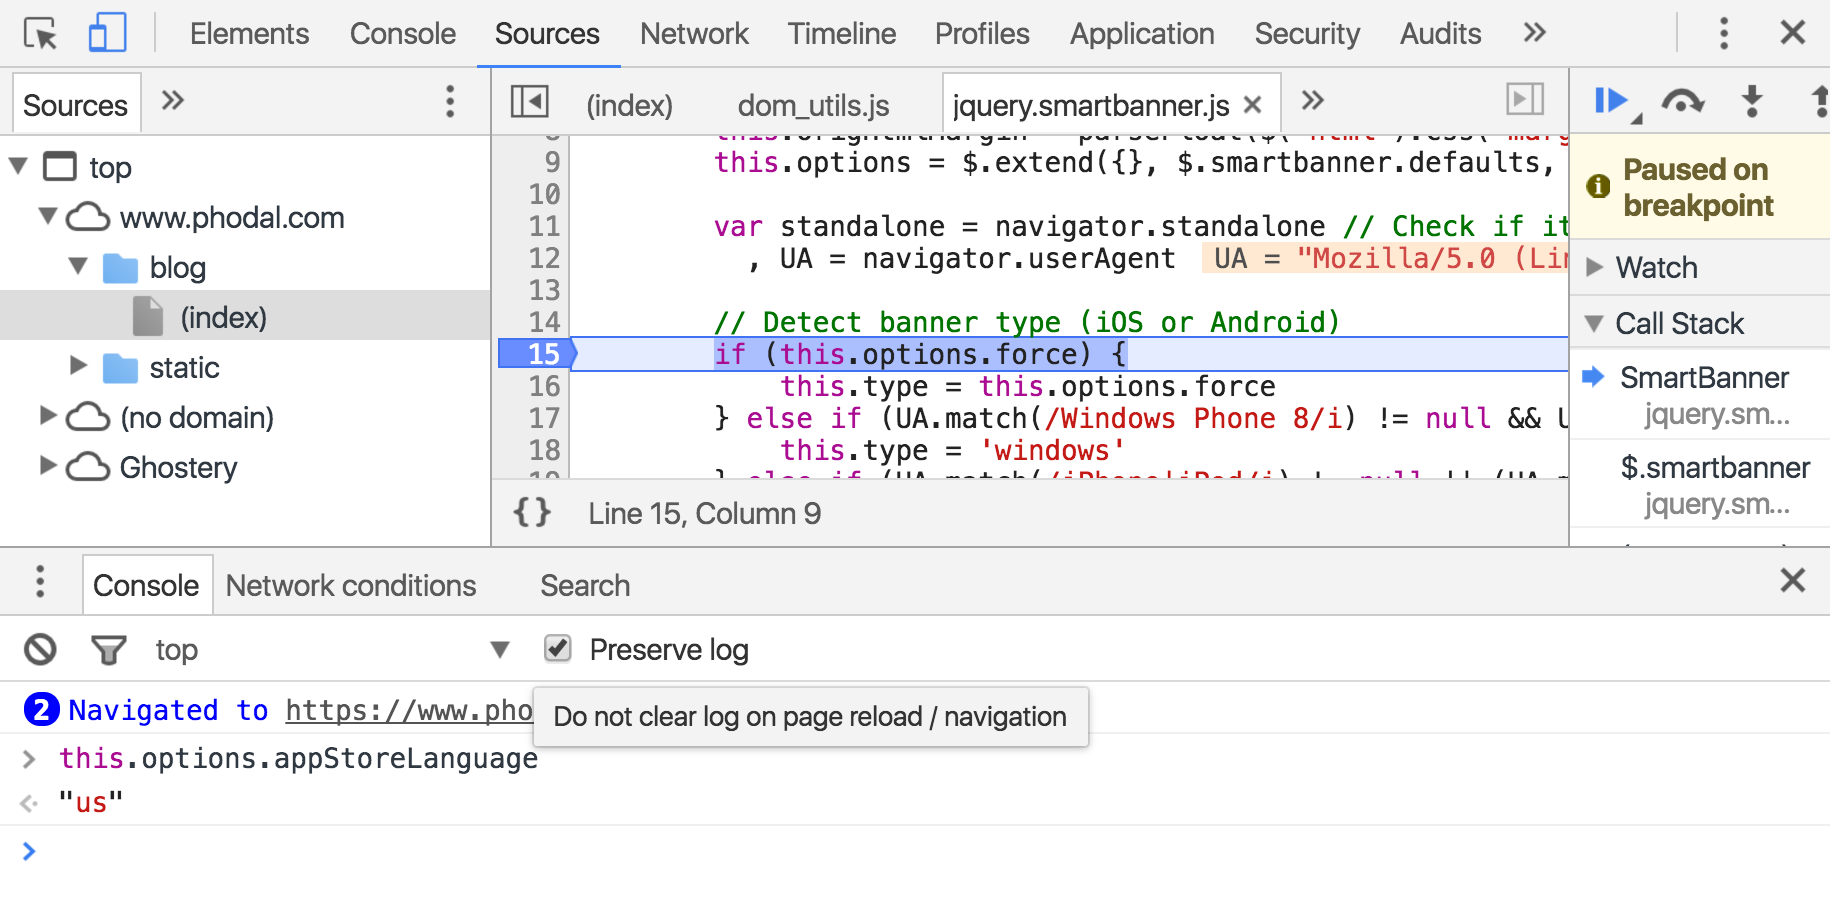 Elements Console Sources Network Timeline Profiles Application Security Audits »
Sources »
(index) dom_utils.js jquery.smartbanner.js × »
top
www.phodal.com
blog
(index)
static
(no domain)
Ghostery
9 this.options = $.extend({}, $.smartbanner.defaults,
10
11 var standalone = navigator.standalone // Check if it
12 , UA = navigator.userAgent UA = "Mozilla/5.0 (Lin
13
14 // Detect banner type (iOS or Android)
15 if (this.options.force) {
16 this.type = this.options.force
17 } else if (UA.match(/Windows Phone 8/i) != null && U
18 this.type = 'windows'
{} Line 15, Column 9
Paused on
breakpoint
Watch
Call Stack
SmartBanner
jquery.sm...
$.smartbanner
jquery.sm...
Console Network conditions Search
top Preserve log
2 Navigated to https://www.pho
Do not clear log on page reload / navigation
> this.options.appStoreLanguage
"us"
>